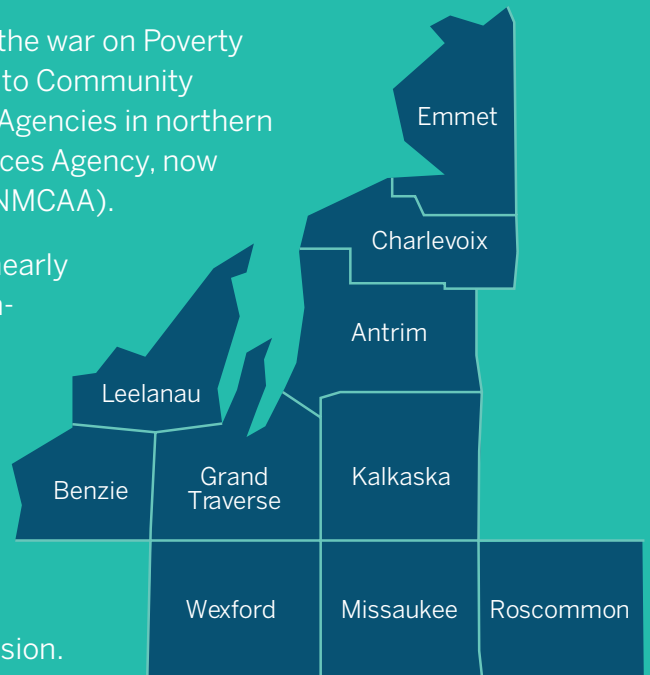 the war on Poverty
to Community
Agencies in northern
ces Agency, now
NMCAA).
early
-
sion.
Emmet
Charlevoix
Antrim
Leelanau
Benzie
Grand
Traverse
Kalkaska
Wexford
Missaukee
Roscommon